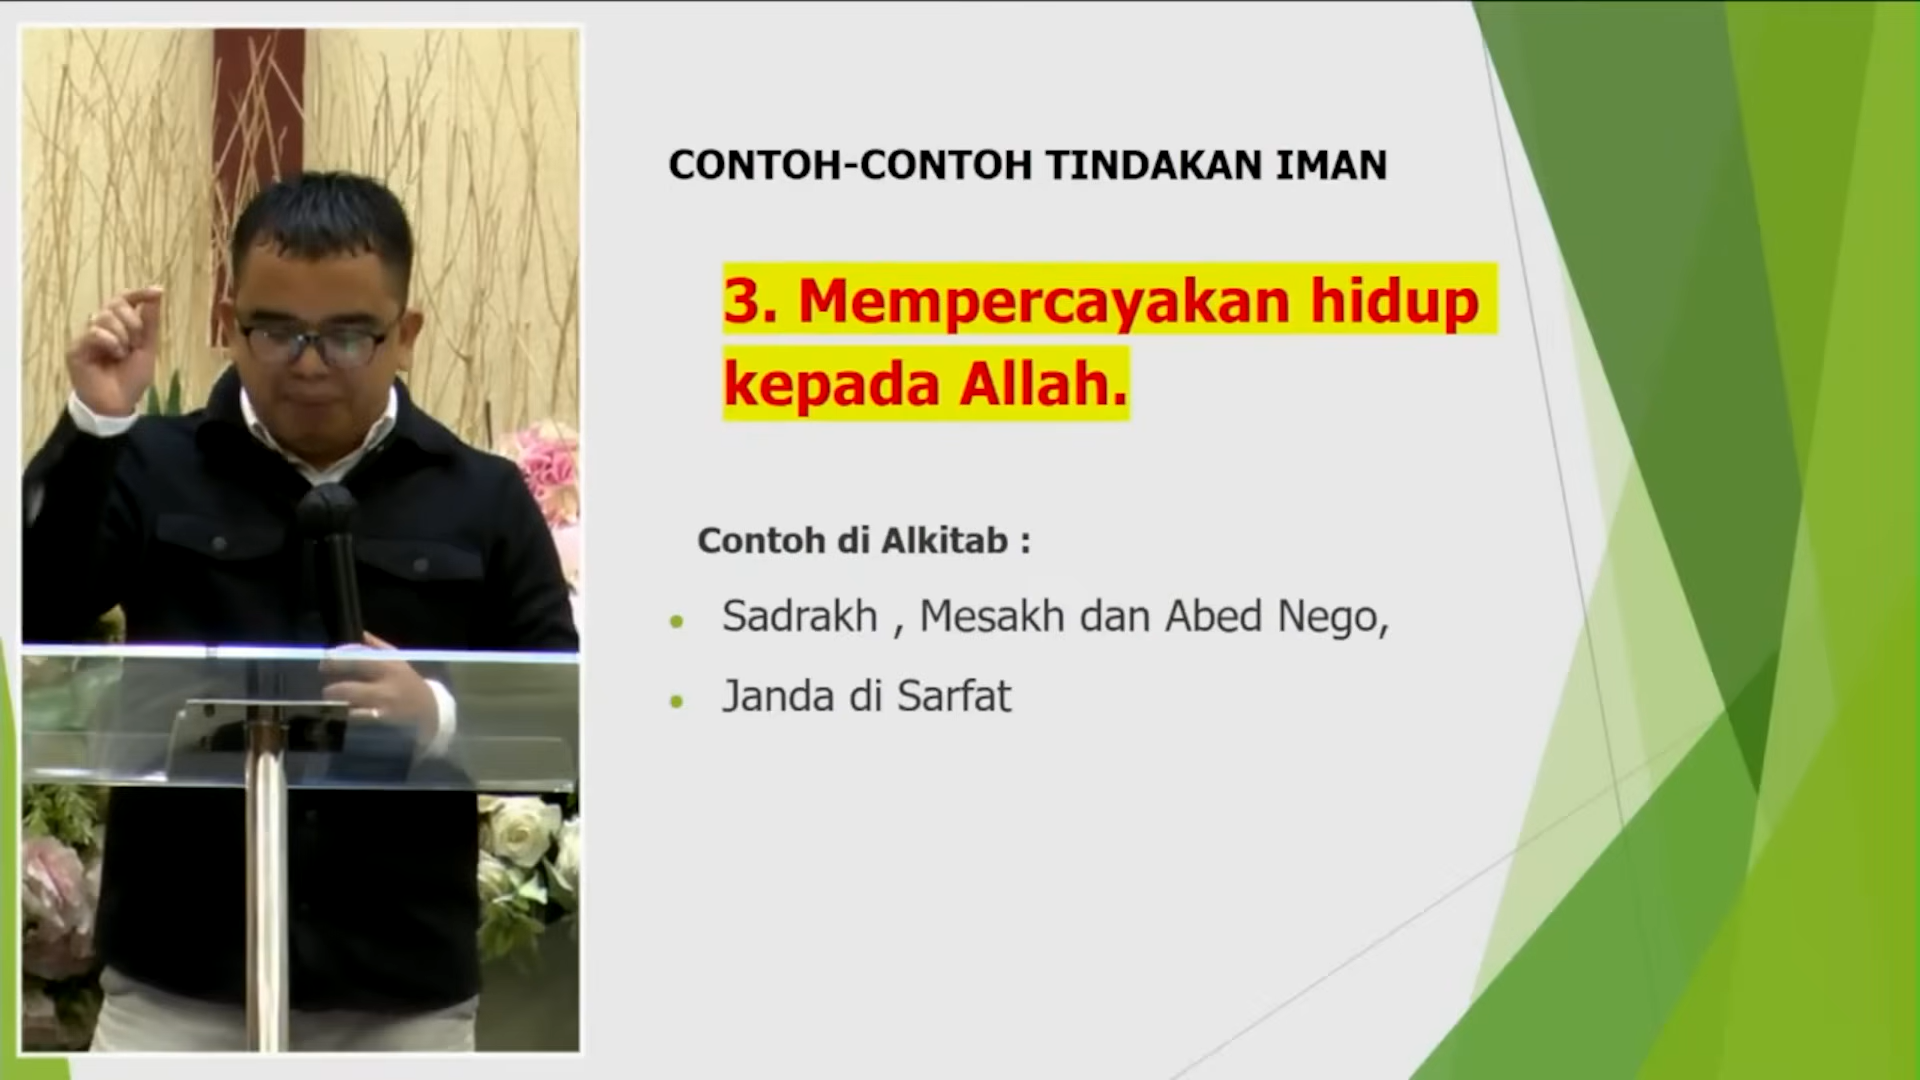 CONTOH-CONTOH TINDAKAN IMAN
3. Mempercayakan hidup
kepada Allah.
Contoh di Alkitab :
• Sadrakh , Mesakh dan Abed Nego,
• Janda di Sarfat